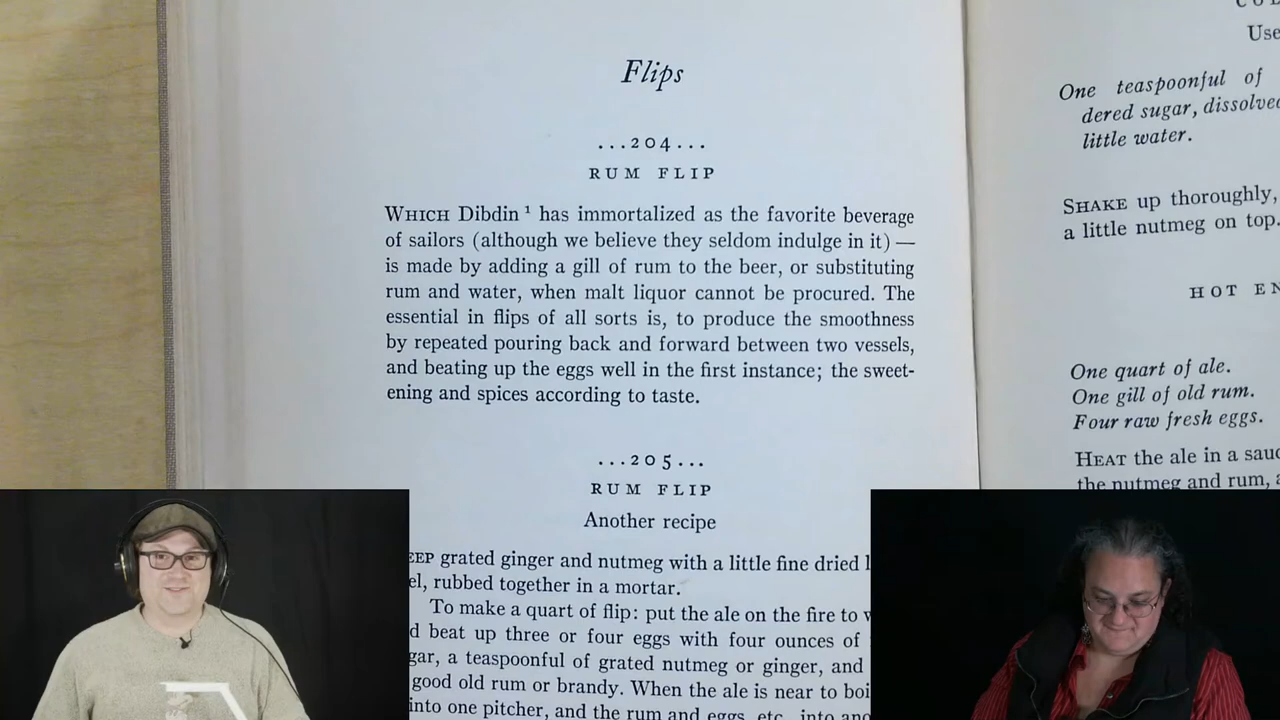 Flips
...204...
RUM FLIP
WHICH Dibdin ¹ has immortalized as the favorite beverage
of sailors (although we believe they seldom indulge in it) —
is made by adding a gill of rum to the beer, or substituting
rum and water, when malt liquor cannot be procured. The
essential in flips of all sorts is, to produce the smoothness
by repeated pouring back and forward between two vessels,
and beating up the eggs well in the first instance; the sweet-
ening and spices according to taste.
...205...
RUM FLIP
Another recipe
grated ginger and nutmeg with a little fine dried
rubbed together in a mortar.
To make a quart of flip: put the ale on the fire to
beat up three or four eggs with four ounces of
a teaspoonful of grated nutmeg or ginger, and
good old rum or brandy. When the ale is near to
into one pitcher, and the rum and eggs, etc. into
Use
One teaspoonful of
dered sugar, dissolved
little water.
SHAKE up thoroughly,
a little nutmeg on top.
HOT
One quart of ale.
One gill of old rum.
Four raw fresh eggs.
HEAT the ale in a
the nutmeg and rum,